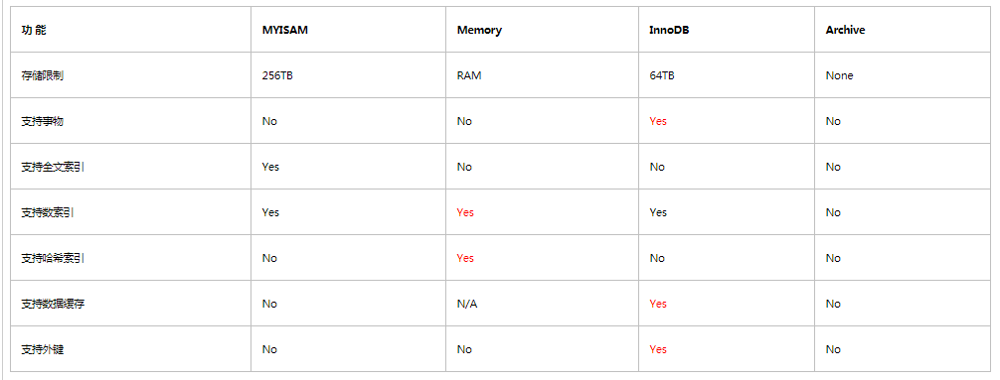 功 能 MYISAM Memory InnoDB Archive
存储限制 256TB RAM 64TB None
支持事物 No No Yes No
支持全文索引 Yes No No No
支持数索引 Yes Yes Yes No
支持哈希索引 No Yes No No
支持数据缓存 No N/A Yes No
支持外键 No No Yes No